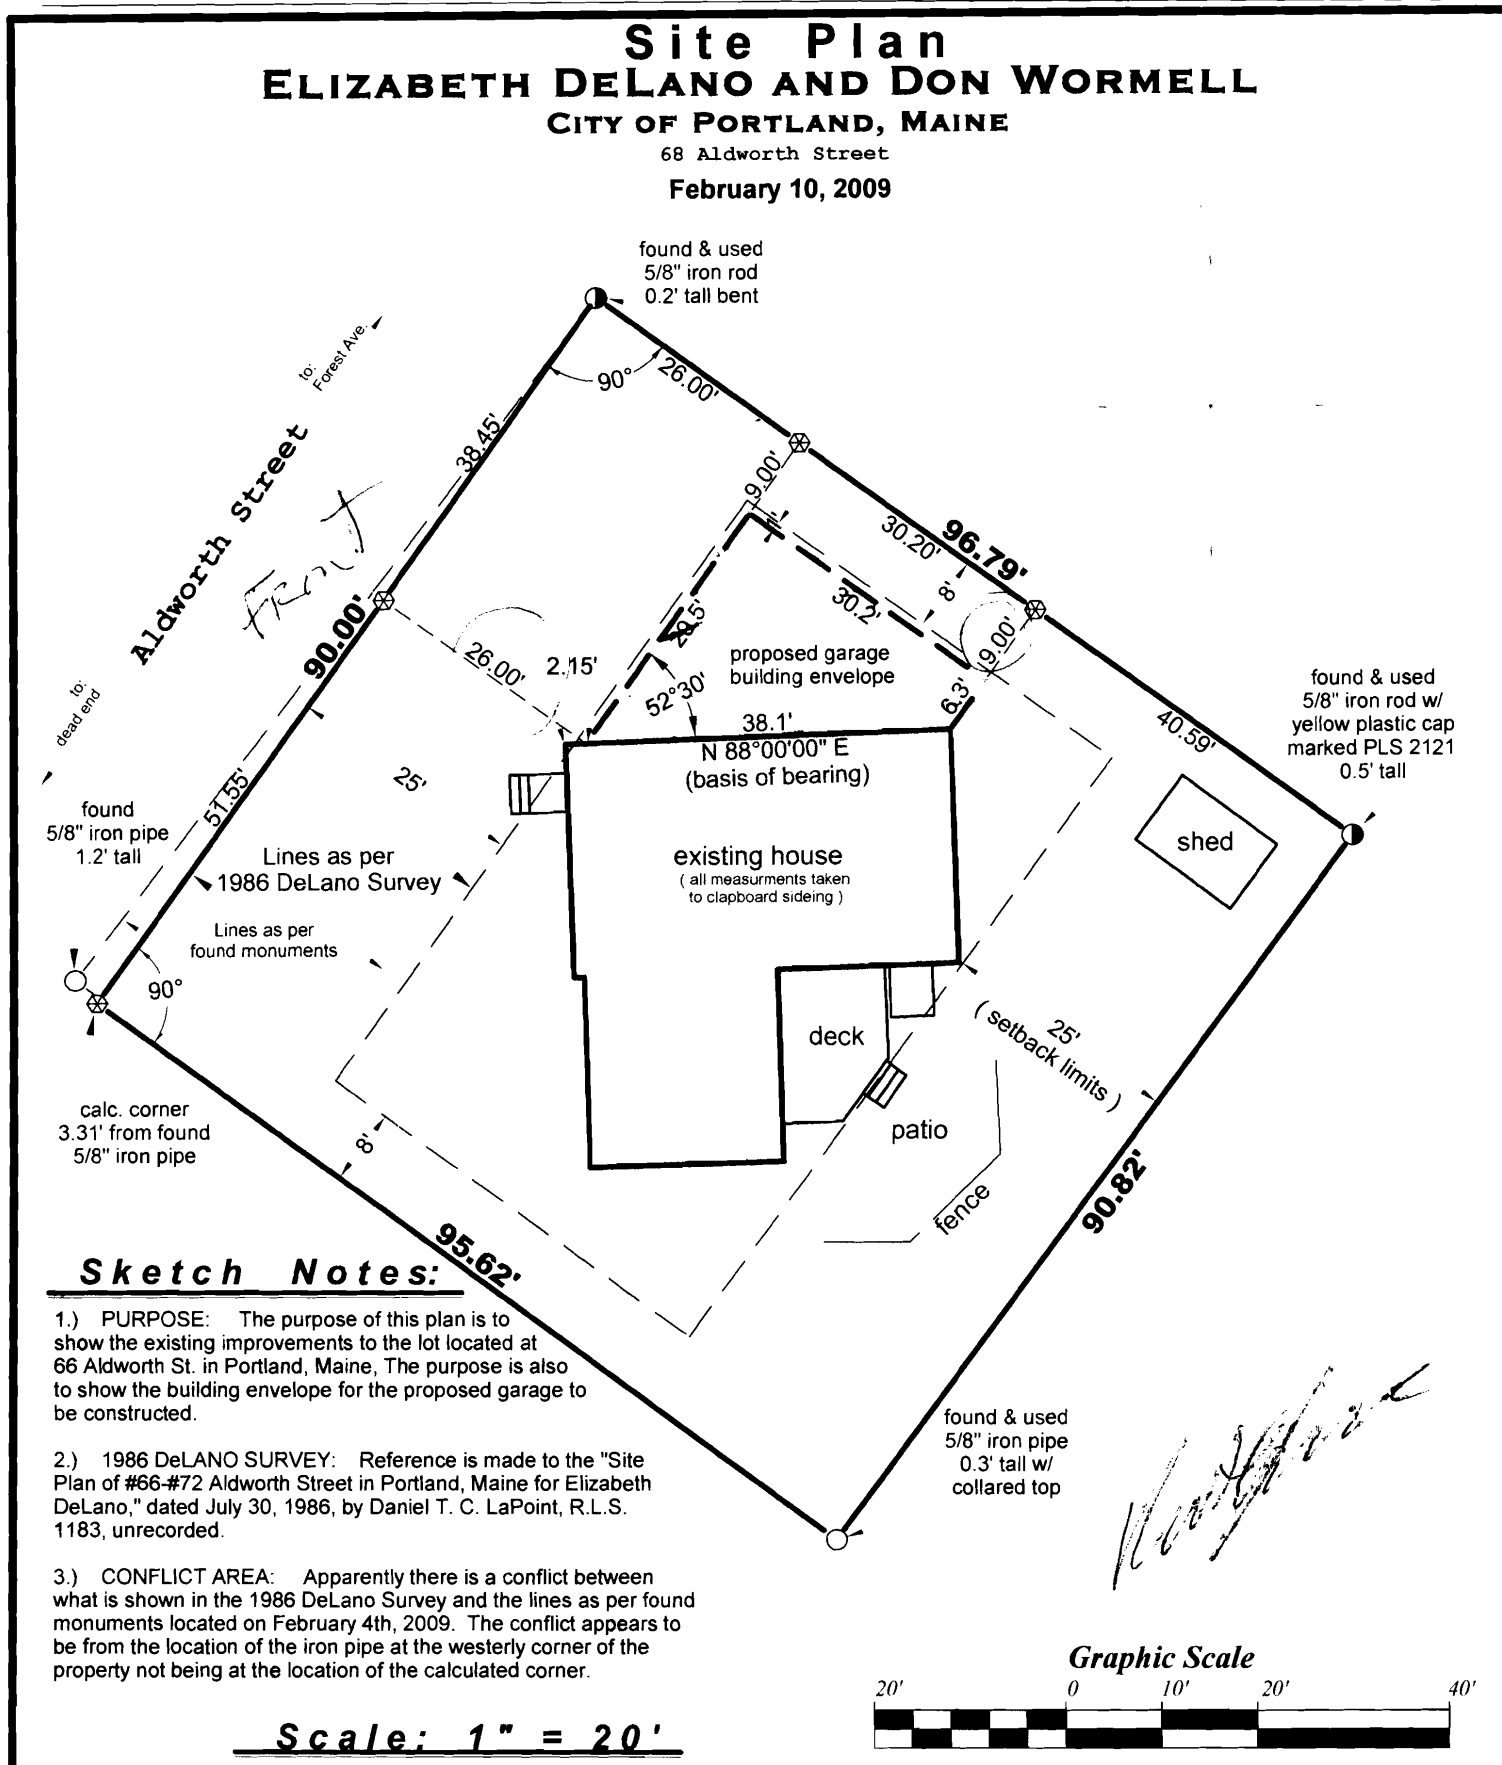 Site Plan
ELIZABETH DELANO AND DON WORMELL
CITY OF PORTLAND, MAINE
68 Aldworth Street
February 10, 2009
found & used
5/8" iron rod
0.2' tall bent
to:
Forest Ave.
90°
26.00'
38.45'
Aldworth Street
FRONT
9.00'
1'
30.20'
96.79'
8'
30.2'
9.00'
29.5'
90.00'
26.00'
2.15'
proposed garage
building envelope
52°30'
6.3'
38.1'
N 88°00'00" E
(basis of bearing)
to:
dead end
found & used
5/8" iron rod w/
yellow plastic cap
marked PLS 2121
0.5' tall
40.59'
shed
25'
51.55'
found
5/8" iron pipe
1.2' tall
Lines as per
1986 DeLano Survey
existing house
( all measurments taken
to clapboard sideing )
Lines as per
found monuments
90°
deck
25'
( setback limits )
calc. corner
3.31' from found
5/8" iron pipe
8'
patio
fence
90.82'
95.62'
Sketch Notes:
1.) PURPOSE: The purpose of this plan is to
show the existing improvements to the lot located at
66 Aldworth St. in Portland, Maine, The purpose is also
to show the building envelope for the proposed garage to
be constructed.
2.) 1986 DeLANO SURVEY: Reference is made to the "Site
Plan of #66-#72 Aldworth Street in Portland, Maine for Elizabeth
DeLano," dated July 30, 1986, by Daniel T. C. LaPoint, R.L.S.
1183, unrecorded.
3.) CONFLICT AREA: Apparently there is a conflict between
what is shown in the 1986 DeLano Survey and the lines as per found
monuments located on February 4th, 2009. The conflict appears to
be from the location of the iron pipe at the westerly corner of the
property not being at the location of the calculated corner.
found & used
5/8" iron pipe
0.3' tall w/
collared top
Scale: 1" = 20'
Graphic Scale
20' 0 10' 20' 40'